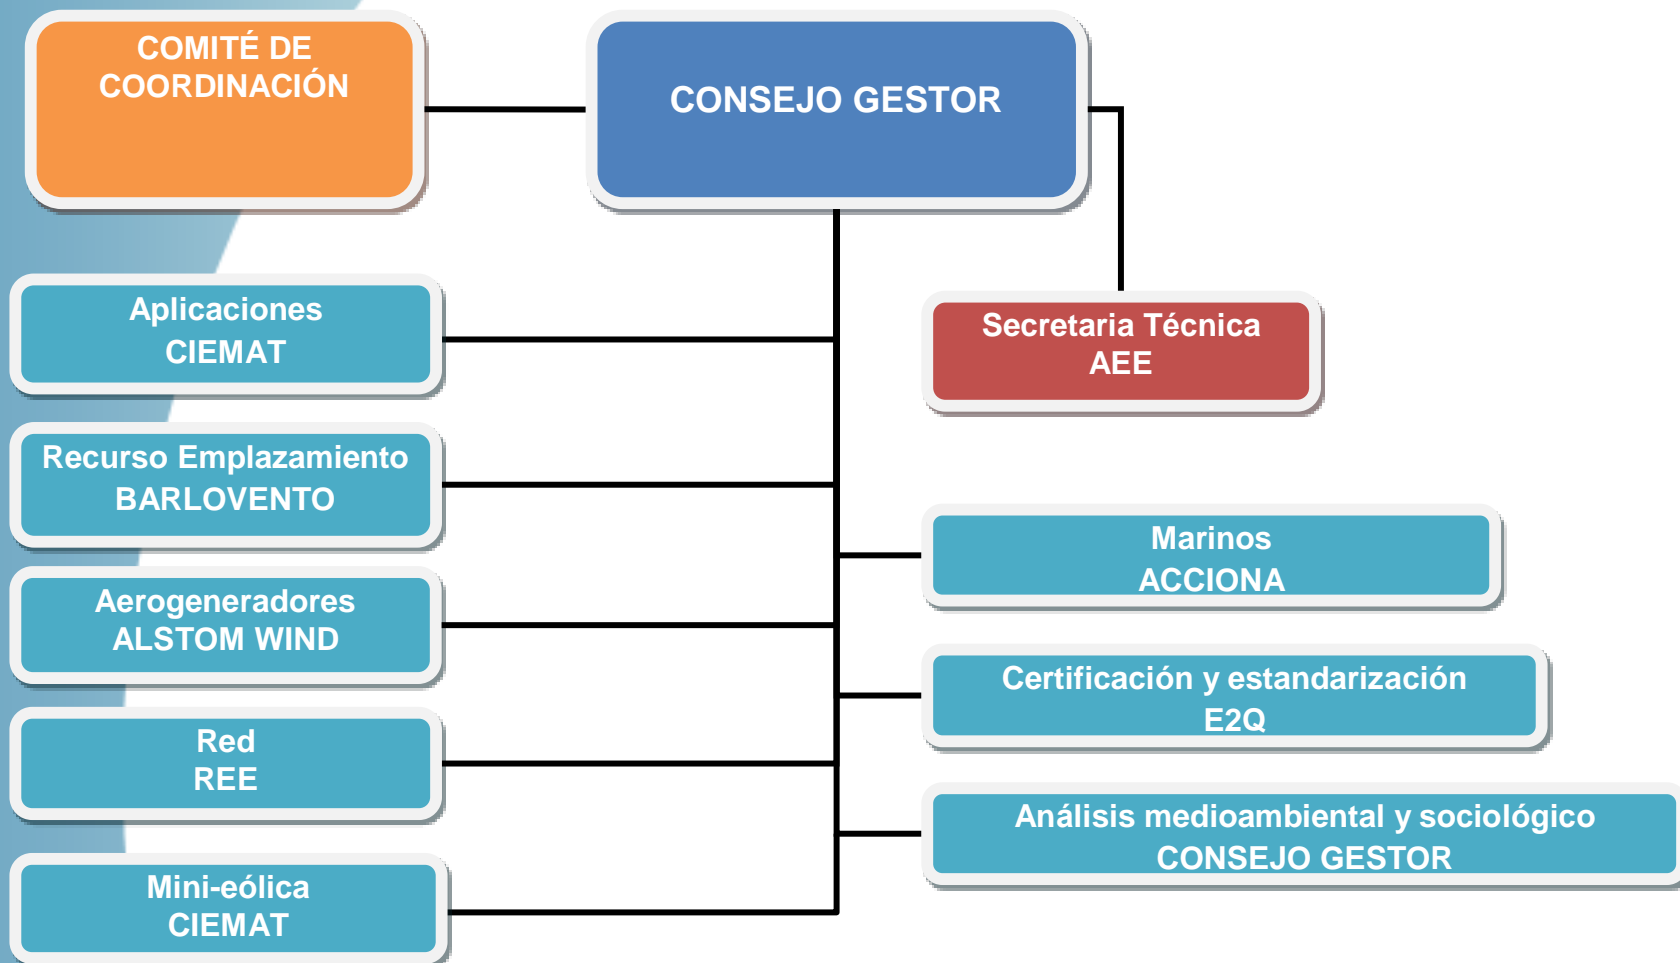 COMITÉ DE
COORDINACIÓN
CONSEJO GESTOR
Aplicaciones
CIEMAT
Secretaria Técnica
AEE
Recurso Emplazamiento
BARLOVENTO
Marinos
ACCIONA
Aerogeneradores
ALSTOM WIND
Certificación y estandarización
E2Q
Red
REE
Análisis medioambiental y sociológico
CONSEJO GESTOR
Mini-eólica
CIEMAT